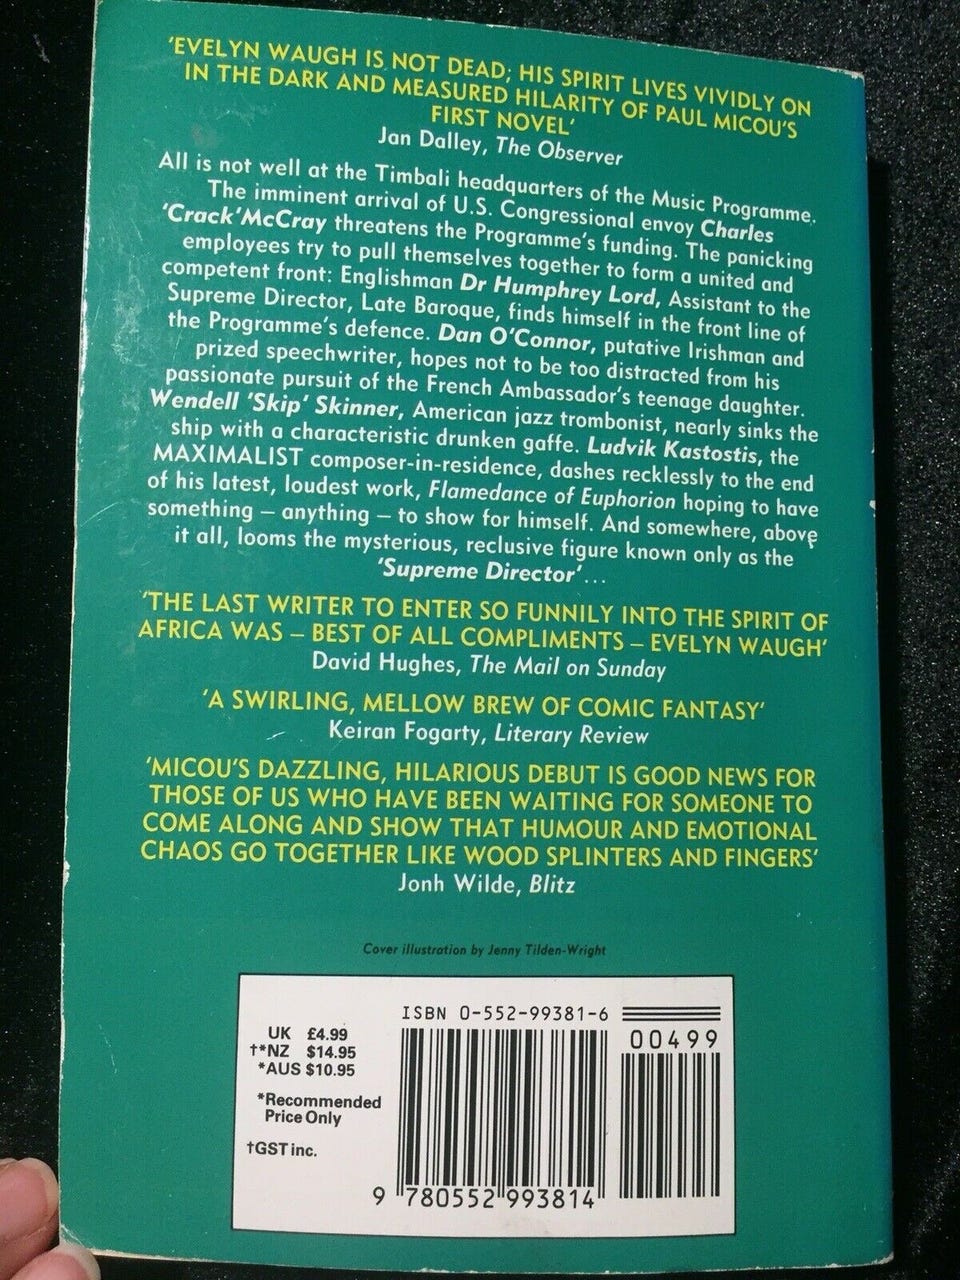 'EVELYN WAUGH IS NOT DEAD; HIS SPIRIT LIVES VIVIDLY ON
IN THE DARK AND MEASURED HILARITY OF PAUL MICOU'S
FIRST NOVEL'
Jan Dalley, The Observer
All is not well at the Timbali headquarters of the Music Programme.
The imminent arrival of U.S. Congressional envoy Charles
'Crack'McCray threatens the Programme's funding. The panicking
employees try to pull themselves together to form a united and
competent front: Englishman Dr Humphrey Lord, Assistant to the
Supreme Director, Late Baroque, finds himself in the front line of
the Programme's defence. Dan O'Connor, putative Irishman and
prized speechwriter, hopes not to be too distracted from his
passionate pursuit of the French Ambassador's teenage daughter.
Wendell 'Skip' Skinner, American jazz trombonist, nearly sinks the
ship with a characteristic drunken gaffe. Ludvik Kastostis, the
MAXIMALIST composer-in-residence, dashes recklessly to the end
of his latest, loudest work, Flamedance of Euphorion hoping to have
something – anything – to show for himself. And somewhere, above
it all, looms the mysterious, reclusive figure known only as the
'Supreme Director'...
'THE LAST WRITER TO ENTER SO FUNNILY INTO THE SPIRIT OF
AFRICA WAS – BEST OF ALL COMPLIMENTS – EVELYN WAUGH'
David Hughes, The Mail on Sunday
'A SWIRLING, MELLOW BREW OF COMIC FANTASY'
Keiran Fogarty, Literary Review
'MICOU'S DAZZLING, HILARIOUS DEBUT IS GOOD NEWS FOR
THOSE OF US WHO HAVE BEEN WAITING FOR SOMEONE TO
COME ALONG AND SHOW THAT HUMOUR AND EMOTIONAL
CHAOS GO TOGETHER LIKE WOOD SPLINTERS AND FINGERS'
Jonh Wilde, Blitz
Cover illustration by Jenny Tilden-Wright
ISBN 0-552-99381-6
00499
UK £4.99
†*NZ $14.95
*AUS $10.95
*Recommended
Price Only
†GST inc.
9 780552 993814